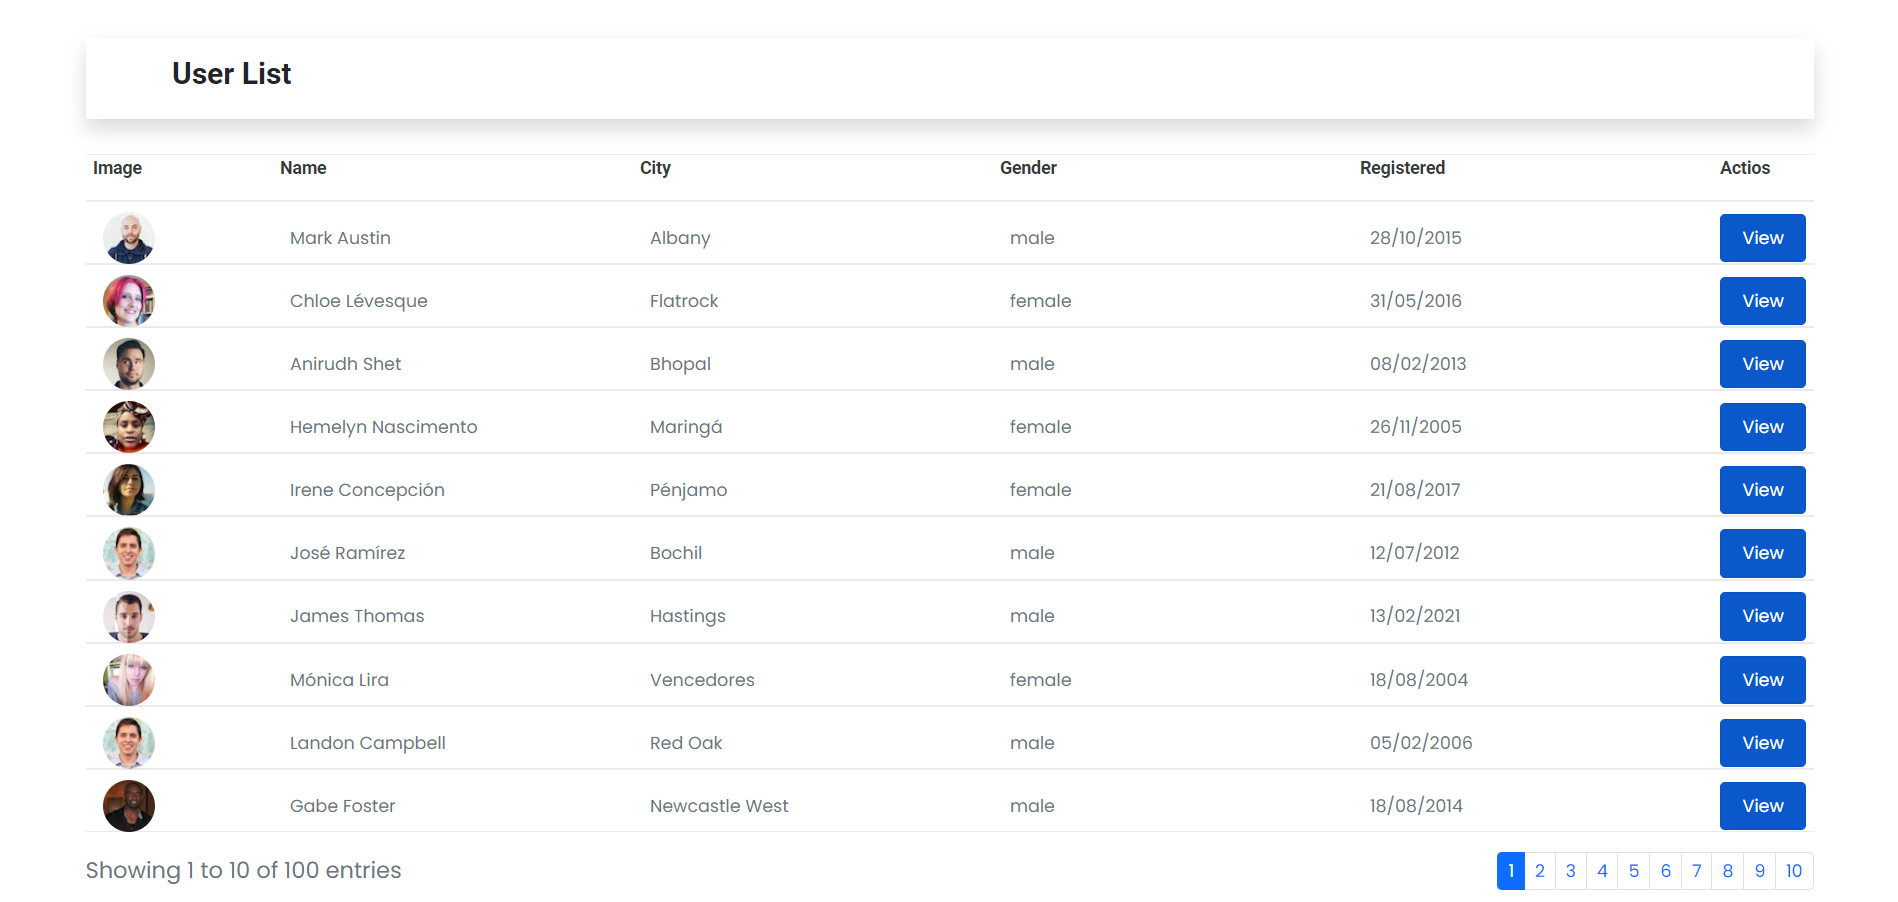 User List
Image Name City Gender Registered Actios
Mark Austin Albany male 28/10/2015 View
Chloe Lévesque Flatrock female 31/05/2016 View
Anirudh Shet Bhopal male 08/02/2013 View
Hemelyn Nascimento Maringá female 26/11/2005 View
Irene Concepción Pénjamo female 21/08/2017 View
José Ramírez Bochil male 12/07/2012 View
James Thomas Hastings male 13/02/2021 View
Mónica Lira Vencedores female 18/08/2004 View
Landon Campbell Red Oak male 05/02/2006 View
Gabe Foster Newcastle West male 18/08/2014 View
Showing 1 to 10 of 100 entries 1 2 3 4 5 6 7 8 9 10